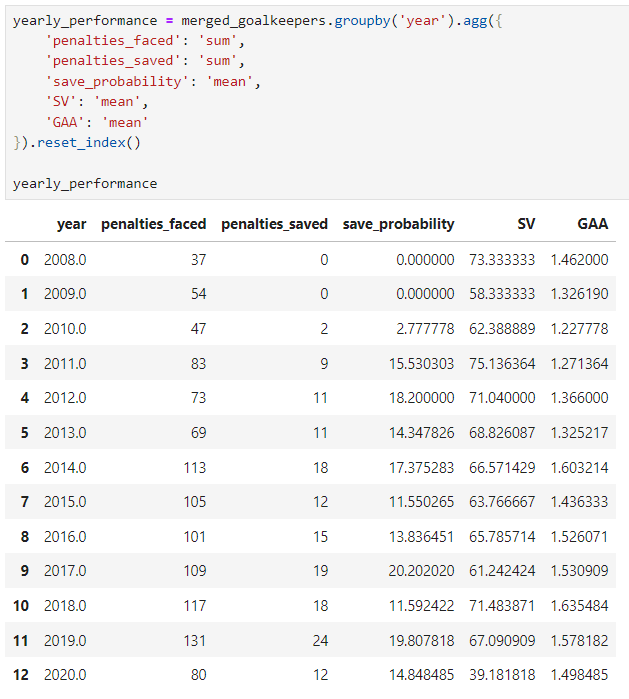 yearly_performance = merged_goalkeepers.groupby('year').agg({
    'penalties_faced': 'sum',
    'penalties_saved': 'sum',
    'save_probability': 'mean',
    'SV': 'mean',
    'GAA': 'mean'
}).reset_index()

yearly_performance
year penalties_faced penalties_saved save_probability SV GAA
0 2008.0 37 0 0.000000 73.333333 1.462000
1 2009.0 54 0 0.000000 58.333333 1.326190
2 2010.0 47 2 2.777778 62.388889 1.227778
3 2011.0 83 9 15.530303 75.136364 1.271364
4 2012.0 73 11 18.200000 71.040000 1.366000
5 2013.0 69 11 14.347826 68.826087 1.325217
6 2014.0 113 18 17.375283 66.571429 1.603214
7 2015.0 105 12 11.550265 63.766667 1.436333
8 2016.0 101 15 13.836451 65.785714 1.526071
9 2017.0 109 19 20.202020 61.242424 1.530909
10 2018.0 117 18 11.592422 71.483871 1.635484
11 2019.0 131 24 19.807818 67.090909 1.578182
12 2020.0 80 12 14.848485 39.181818 1.498485